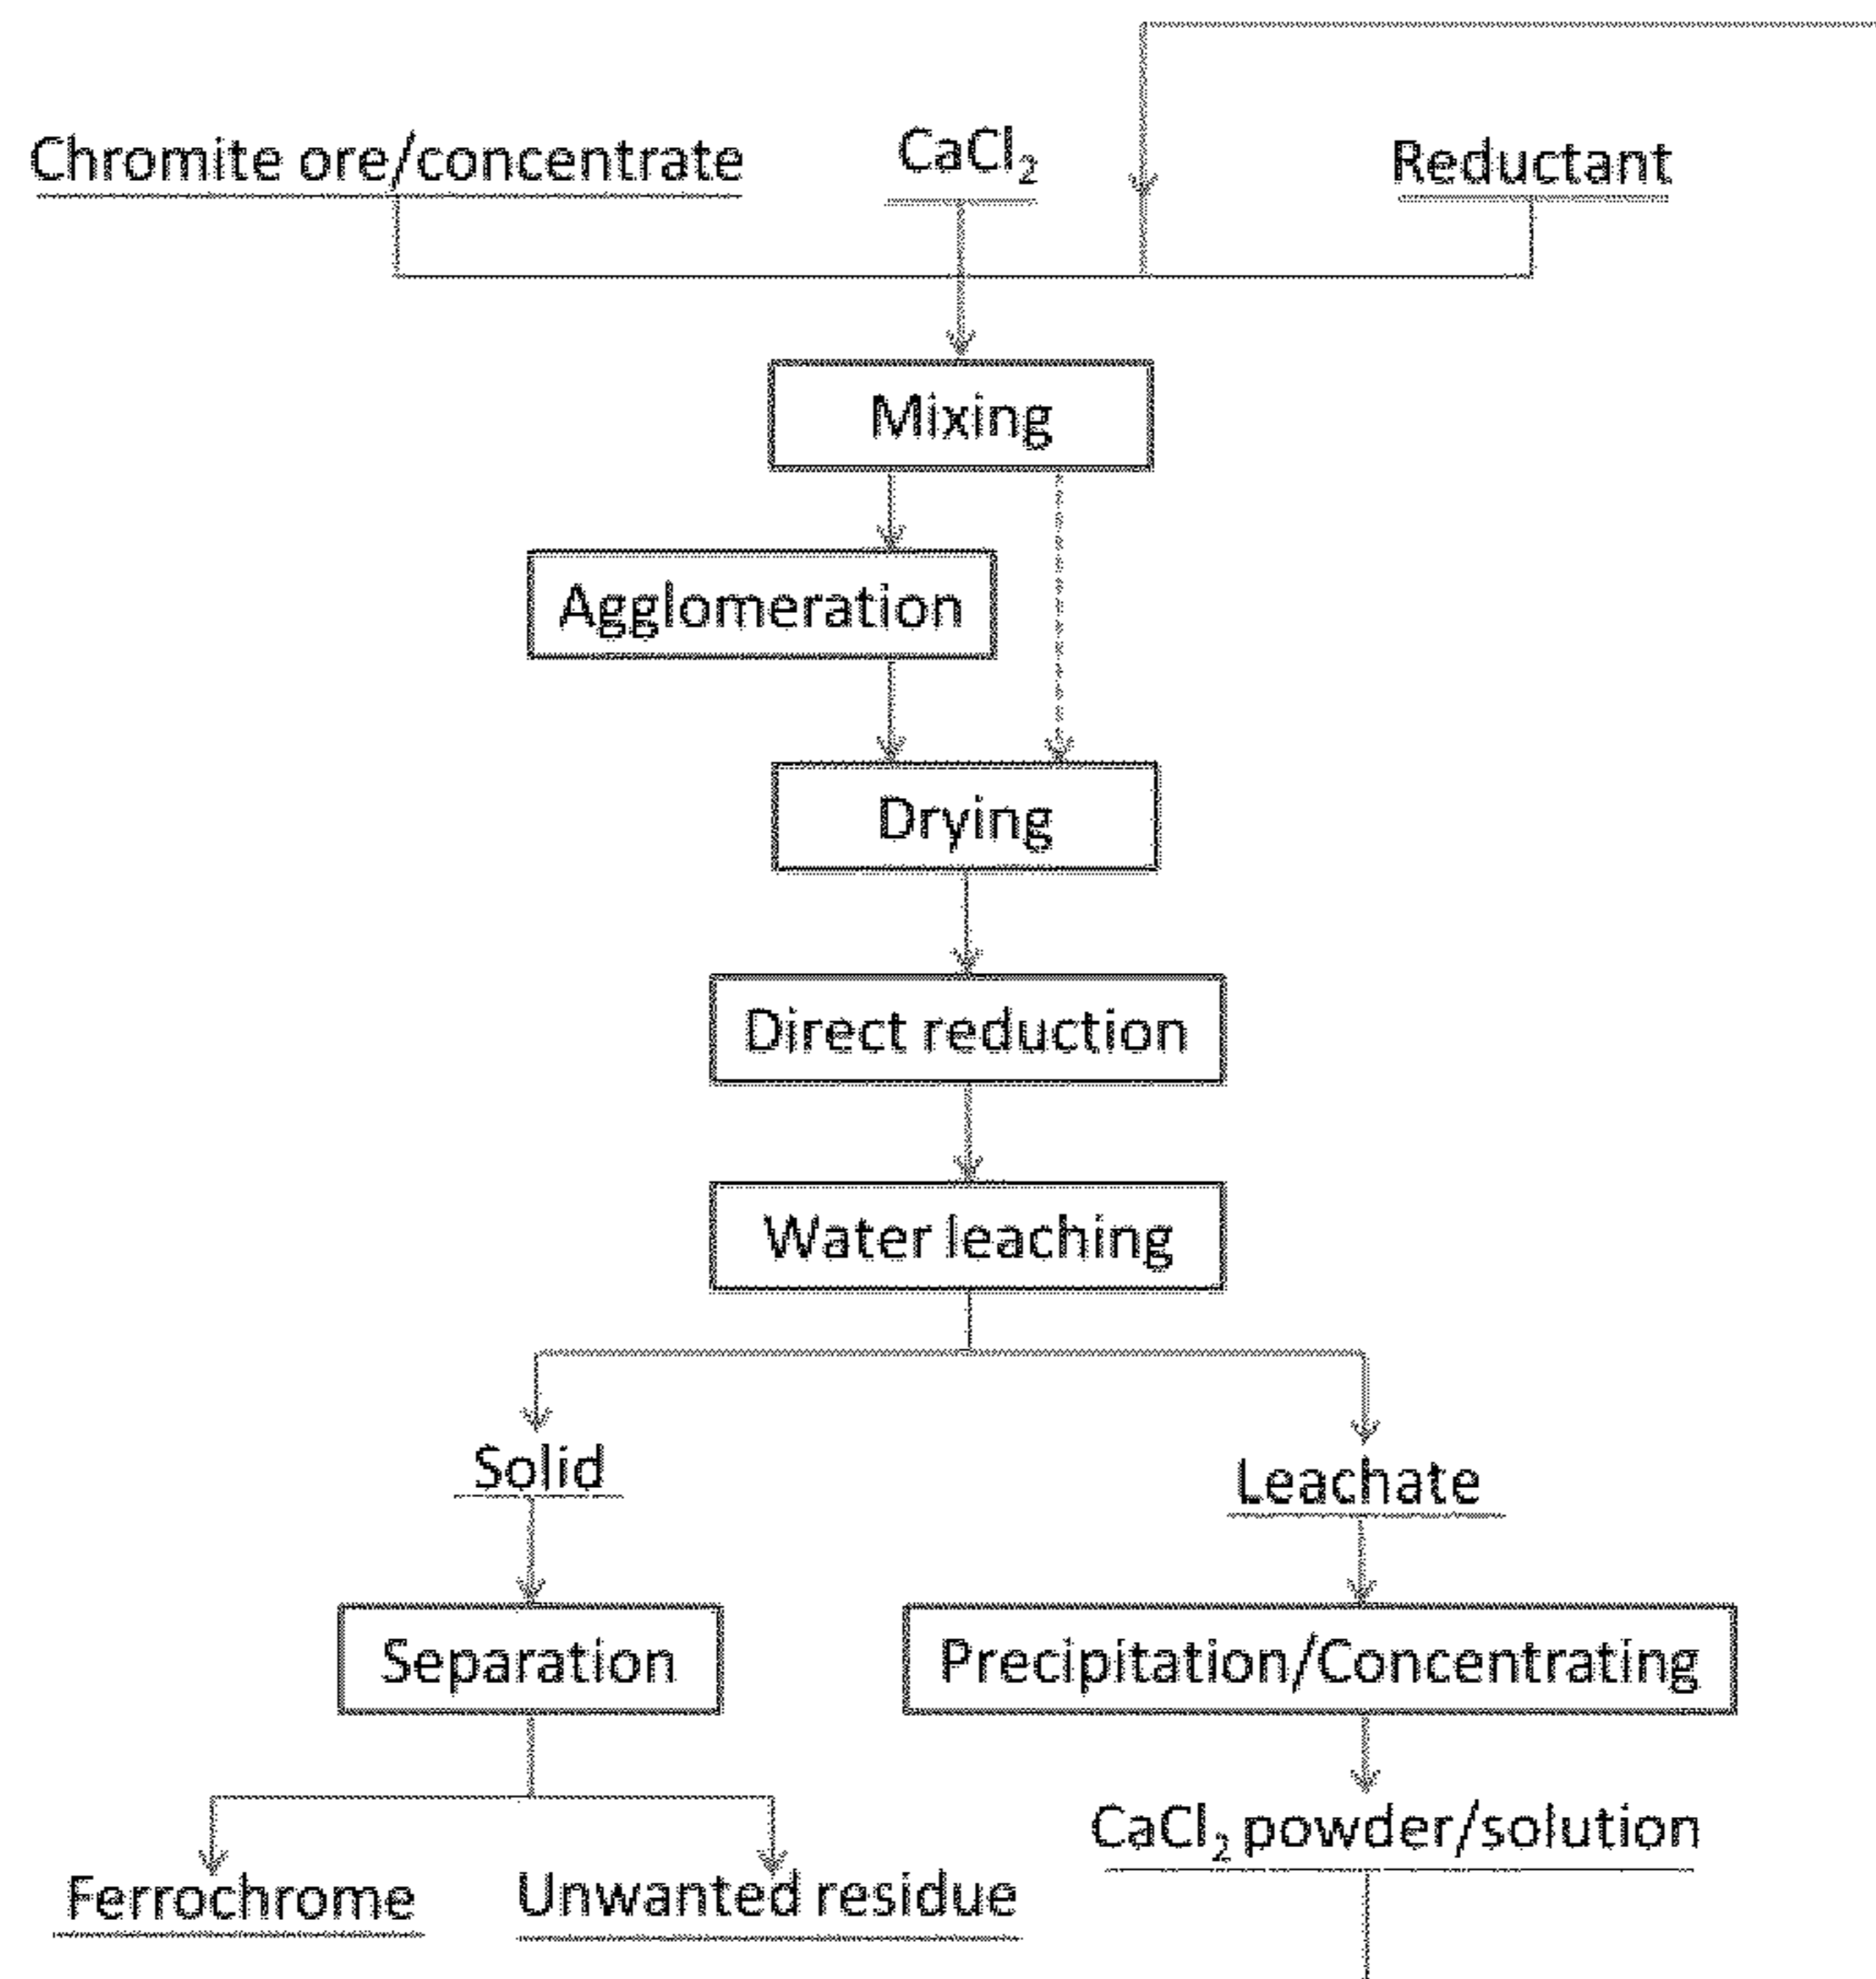 Chromite ore/concentrate
CaCl₂
Reductant
Mixing
Agglomeration
Drying
Direct reduction
Water leaching
Solid
Leachate
Separation
Precipitation/Concentrating
CaCl₂ powder/solution
Ferrochrome
Unwanted residue